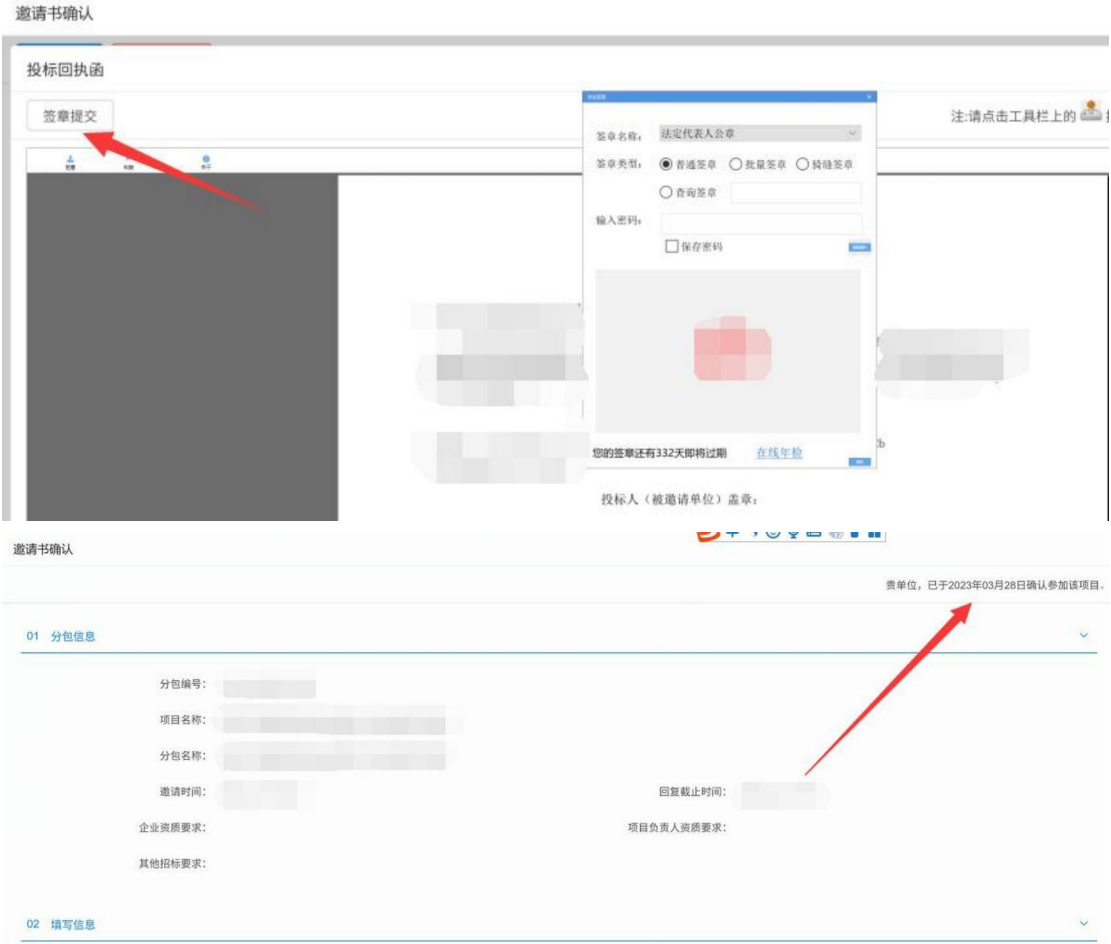 邀请书确认
投标回执函
签章提交
注:请点击工具栏上的
签章名称：
法定代表人公章
签章类型：
普通签章
批量签章
骑缝签章
查询签章
输入密码：
保存密码
您的签章还有332天即将过期
在线年检
投标人（被邀请单位）盖章：
邀请书确认
贵单位，已于2023年03月28日确认参加该项目。
01 分包信息
分包编号：
项目名称：
分包名称：
邀请时间：
回复截止时间：
企业资质要求：
项目负责人资质要求：
其他招标要求：
02 填写信息